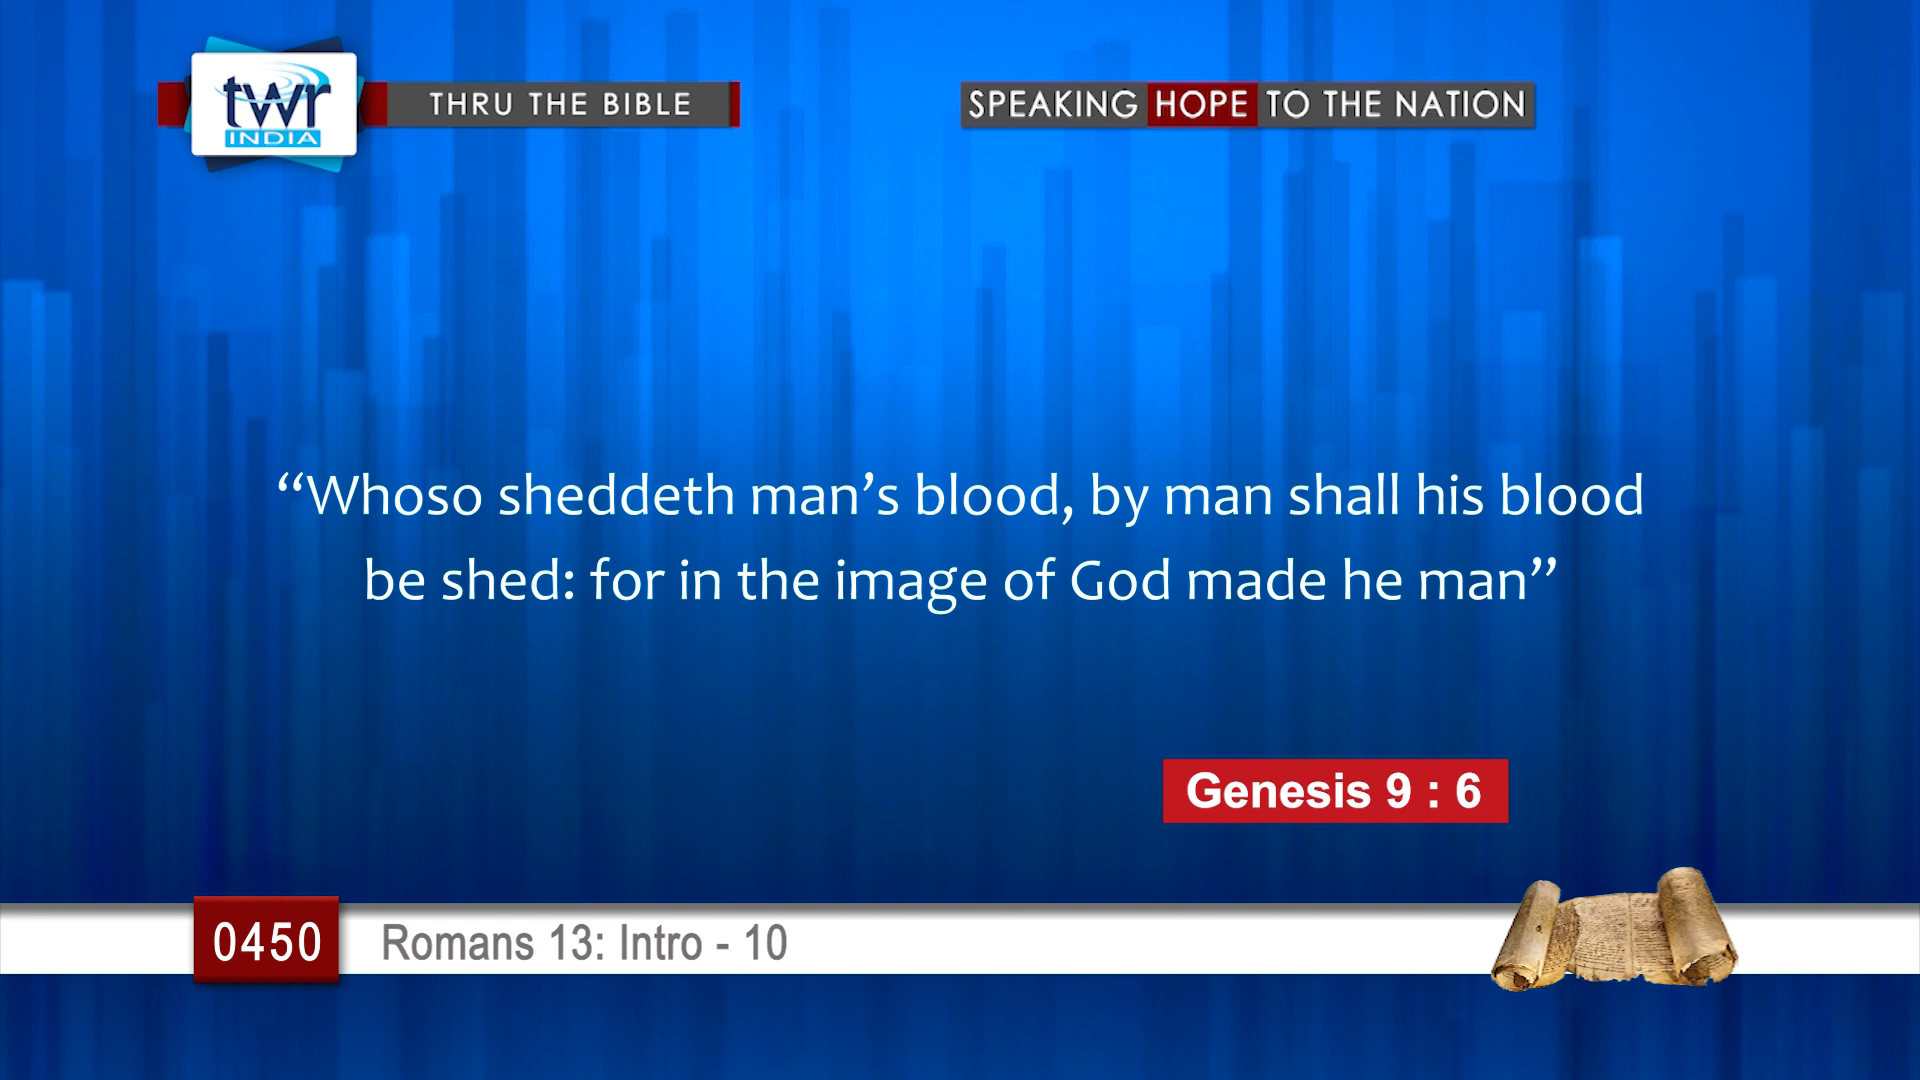 twr
INDIA
THRU THE BIBLE
SPEAKING HOPE TO THE NATION
“Whoso sheddeth man’s blood, by man shall his blood
be shed: for in the image of God made he man”
Genesis 9 : 6
0450
Romans 13: Intro - 10